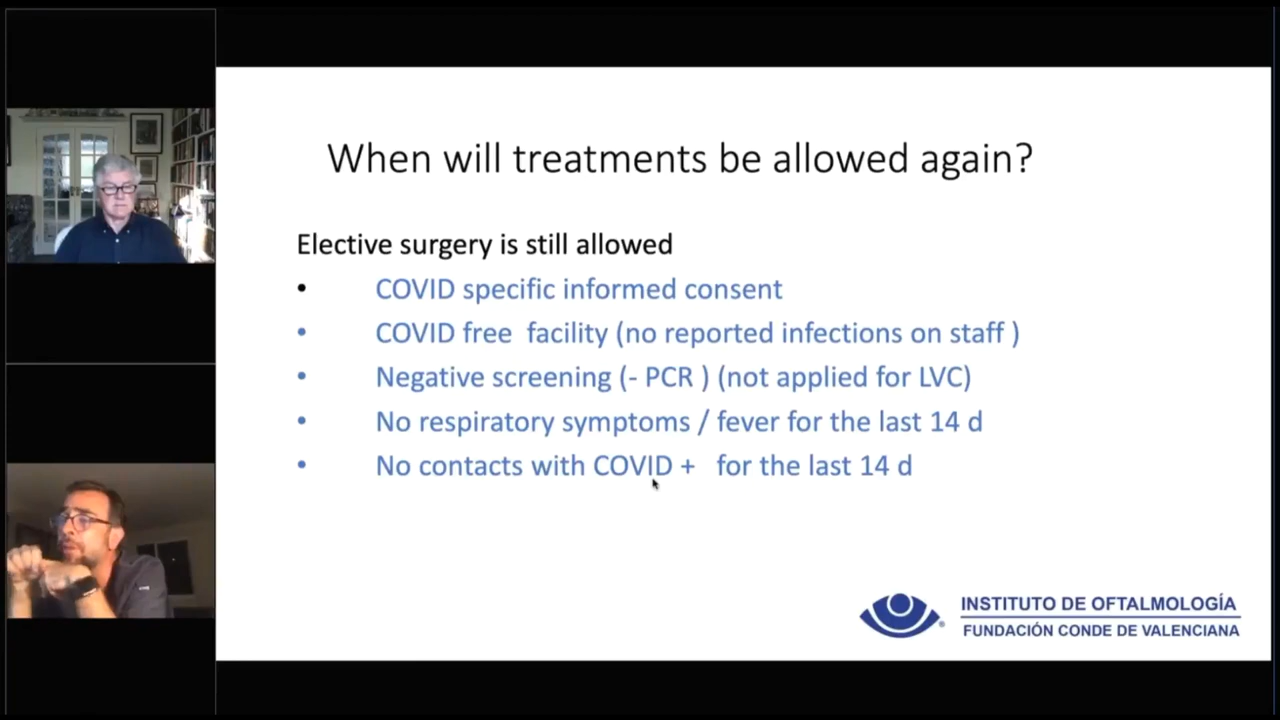 When will treatments be allowed again?
Elective surgery is still allowed
• COVID specific informed consent
• COVID free facility (no reported infections on staff )
• Negative screening (- PCR ) (not applied for LVC)
• No respiratory symptoms / fever for the last 14 d
• No contacts with COVID + for the last 14 d
INSTITUTO DE OFTALMOLOGÍA
FUNDACIÓN CONDE DE VALENCIANA